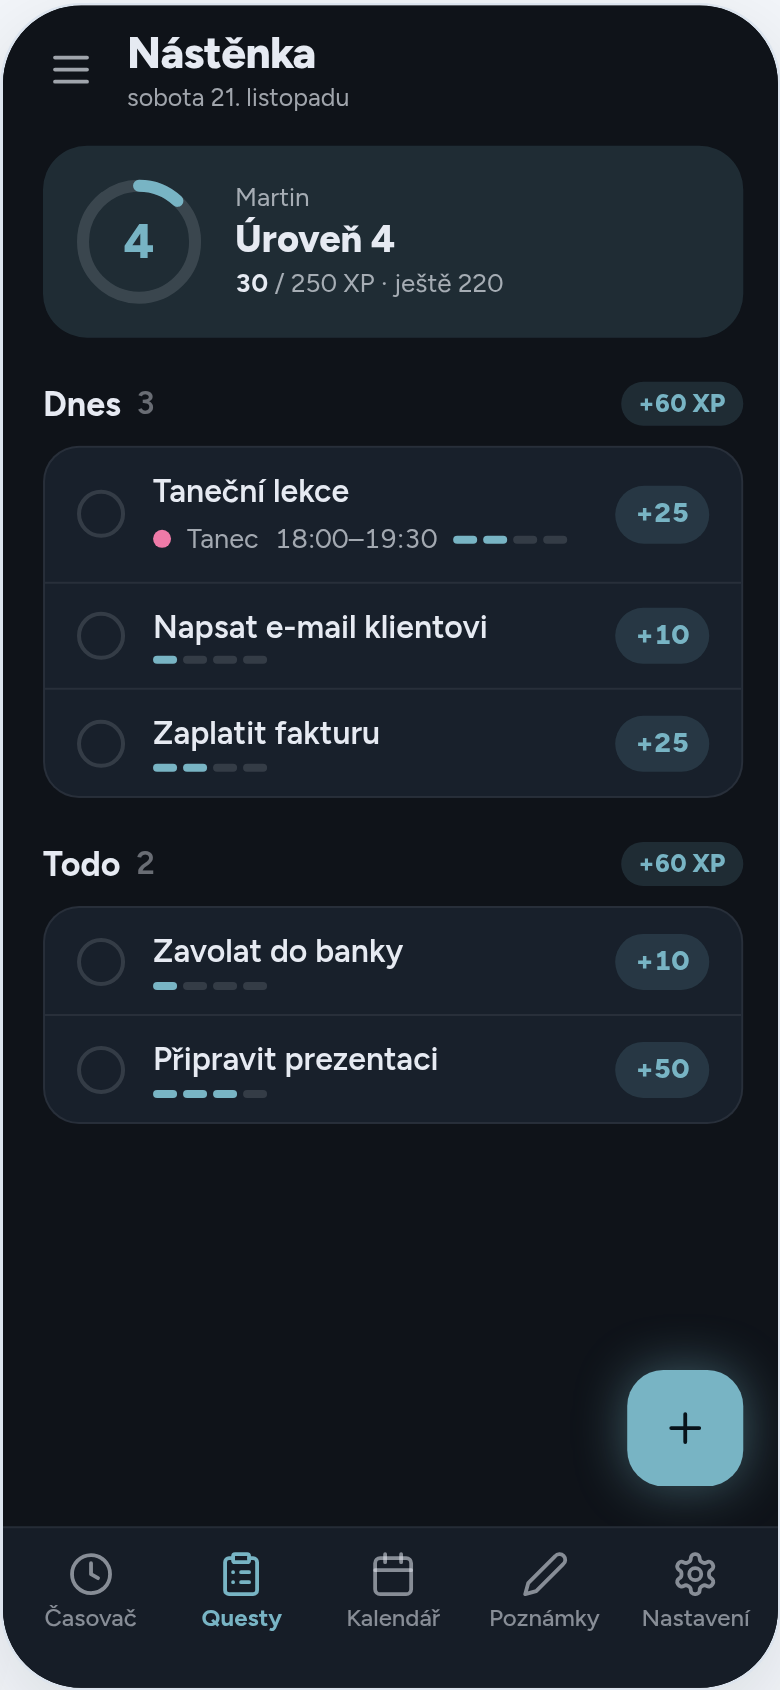 Nástěnka
sobota 21. listopadu
4
Martin
Úroveň 4
30 / 250 XP · ještě 220
Dnes 3 +60 XP
Taneční lekce +25
Tanec 18:00–19:30
Napsat e-mail klientovi +10
Zaplatit fakturu +25
Todo 2 +60 XP
Zavolat do banky +10
Připravit prezentaci +50
Časovač Questy Kalendář Poznámky Nastavení